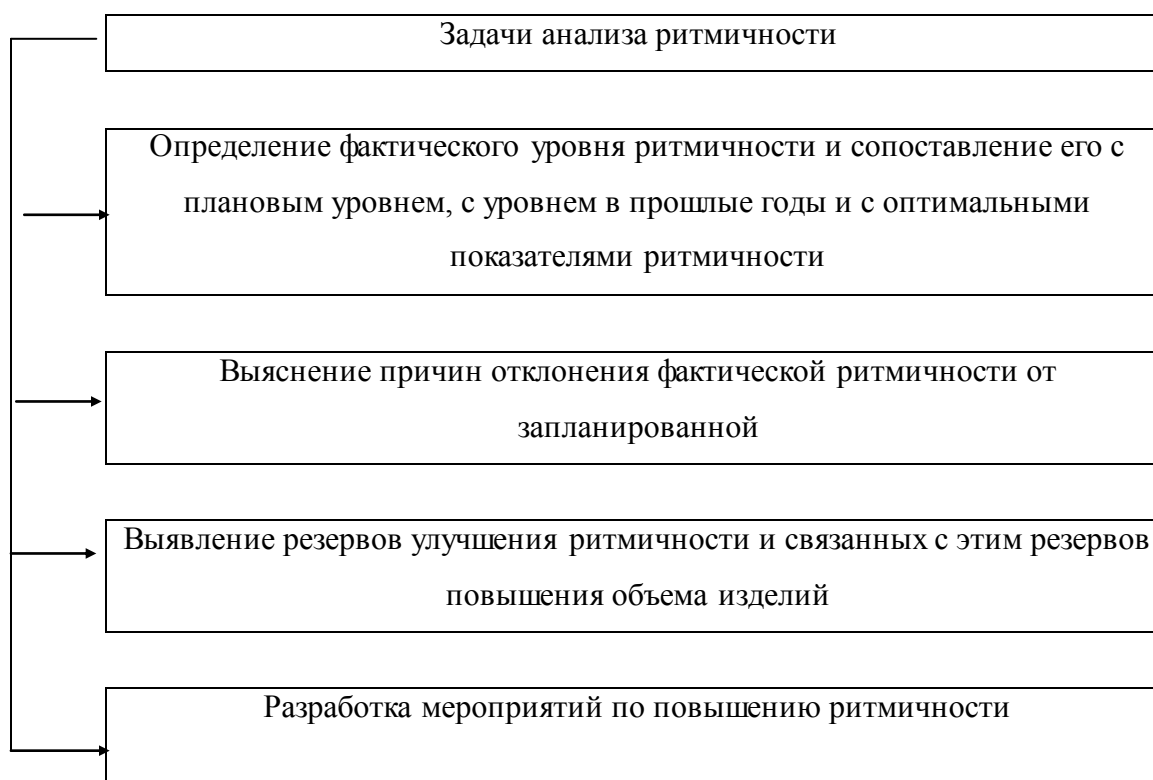 Задачи анализа ритмичности
Определение фактического уровня ритмичности и сопоставление его с
плановым уровнем, с уровнем в прошлые годы и с оптимальными
показателями ритмичности
Выяснение причин отклонения фактической ритмичности от
запланированной
Выявление резервов улучшения ритмичности и связанных с этим резервов
повышения объема изделий
Разработка мероприятий по повышению ритмичности